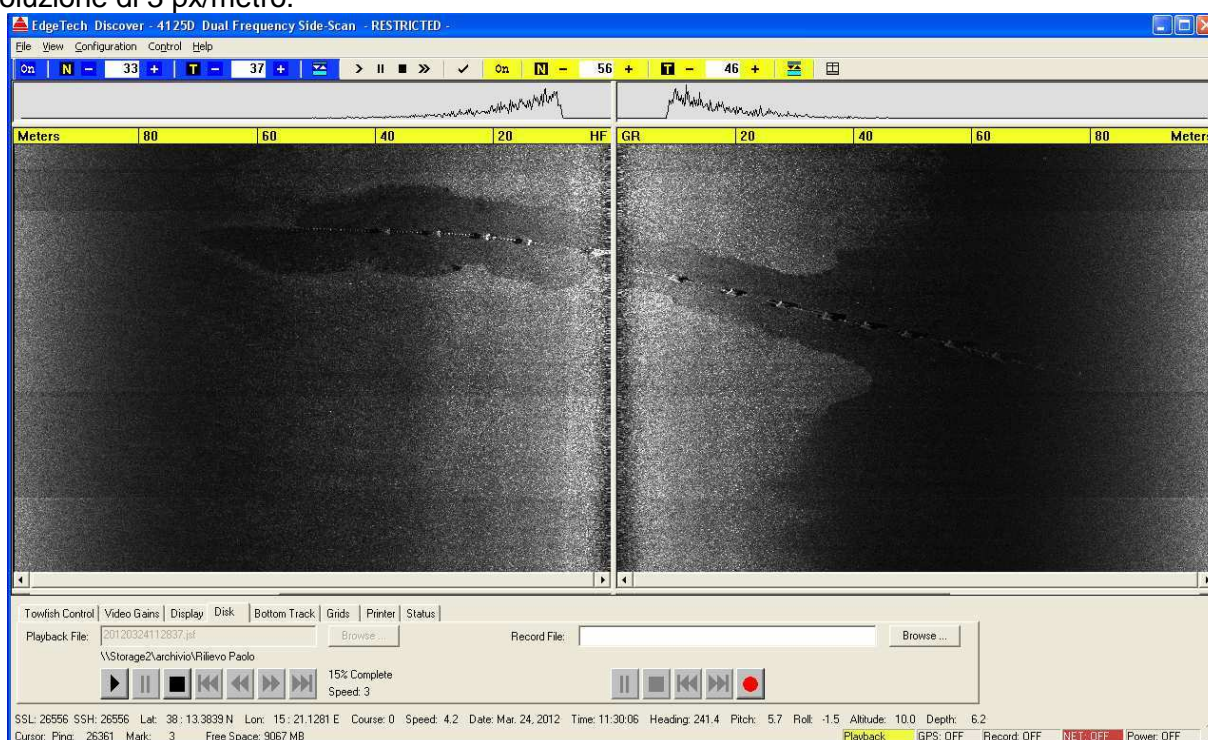 oluzione di 3 px/metro.
EdgeTech Discover - 4125D Dual Frequency Side-Scan - RESTRICTED -
File View Configuration Control Help
On N - 33 + T - 37 + On N - 56 + T - 46 +
Meters 80 60 40 20 HF GR 20 40 60 80 Meters
Towfish Control Video Gains Display Disk Bottom Track Grids Printer Status
Playback File: 20120324112837.jsf Browse ... Record File: Browse ...
\\Storage2\archivio\Rilievo Paolo
15% Complete
Speed: 3
SSL: 26556 SSH: 26556 Lat: 38 : 13.3839 N Lon: 15 : 21.1281 E Course: 0 Speed: 4.2 Date: Mar. 24, 2012 Time: 11:30:06 Heading: 241.4 Pitch: 5.7 Roll: -1.5 Altitude: 10.0 Depth: 6.2
Cursor: Ping: 26361 Mark: 3 Free Space: 9067 MB Playback GPS: OFF Record: OFF NET: OFF Power: OFF